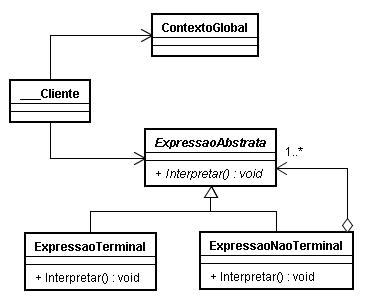 ContextoGlobal
___Cliente
ExpressaoAbstrata
+ Interpretar() : void
1..*
ExpressaoTerminal
+ Interpretar() : void
ExpressaoNaoTerminal
+ Interpretar() : void